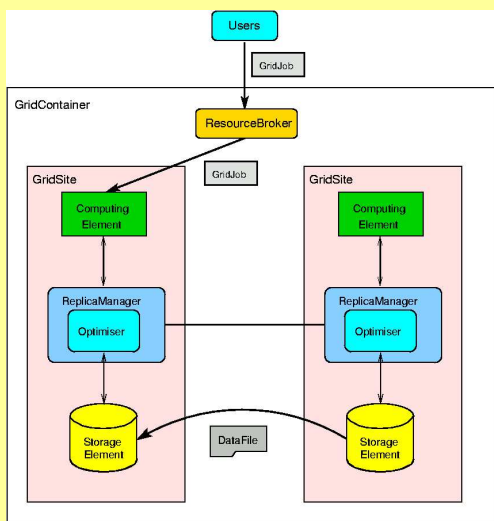 Users
GridJob
GridContainer
ResourceBroker
GridJob
GridSite
Computing
Element
ReplicaManager
Optimiser
Storage
Element
GridSite
Computing
Element
ReplicaManager
Optimiser
Storage
Element
DataFile